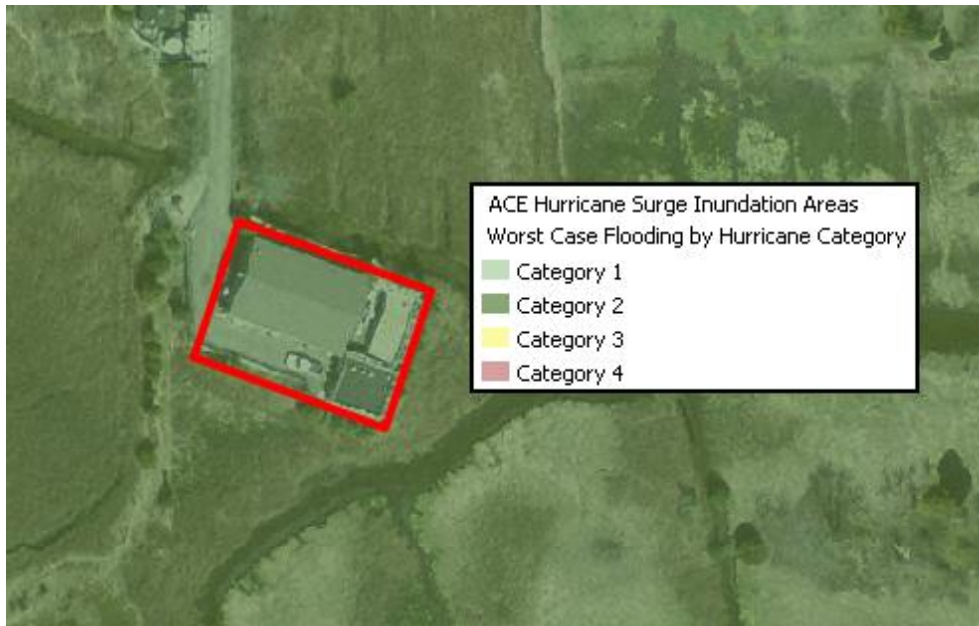 ACE Hurricane Surge Inundation Areas
Worst Case Flooding by Hurricane Category
Category 1
Category 2
Category 3
Category 4